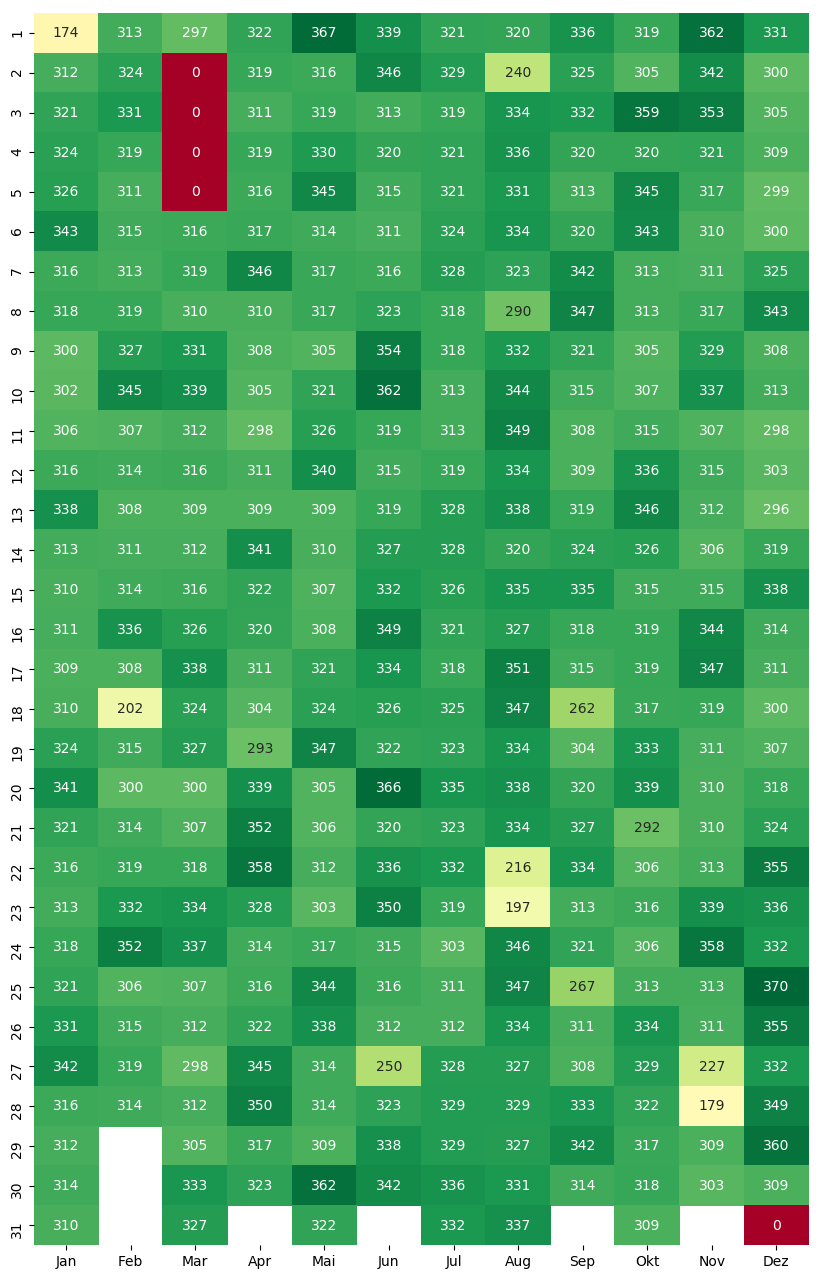 1 174 313 297 322 367 339 321 320 336 319 362 331
2 312 324 0 319 316 346 329 240 325 305 342 300
3 321 331 0 311 319 313 319 334 332 359 353 305
4 324 319 0 319 330 320 321 336 320 320 321 309
5 326 311 0 316 345 315 321 331 313 345 317 299
6 343 315 316 317 314 311 324 334 320 343 310 300
7 316 313 319 346 317 316 328 323 342 313 311 325
8 318 319 310 310 317 323 318 290 347 313 317 343
9 300 327 331 308 305 354 318 332 321 305 329 308
10 302 345 339 305 321 362 313 344 315 307 337 313
11 306 307 312 298 326 319 313 349 308 315 307 298
12 316 314 316 311 340 315 319 334 309 336 315 303
13 338 308 309 309 309 319 328 338 319 346 312 296
14 313 311 312 341 310 327 328 320 324 326 306 319
15 310 314 316 322 307 332 326 335 335 315 315 338
16 311 336 326 320 308 349 321 327 318 319 344 314
17 309 308 338 311 321 334 318 351 315 319 347 311
18 310 202 324 304 324 326 325 347 262 317 319 300
19 324 315 327 293 347 322 323 334 304 333 311 307
20 341 300 300 339 305 366 335 338 320 339 310 318
21 321 314 307 352 306 320 323 334 327 292 310 324
22 316 319 318 358 312 336 332 216 334 306 313 355
23 313 332 334 328 303 350 319 197 313 316 339 336
24 318 352 337 314 317 315 303 346 321 306 358 332
25 321 306 307 316 344 316 311 347 267 313 313 370
26 331 315 312 322 338 312 312 334 311 334 311 355
27 342 319 298 345 314 250 328 327 308 329 227 332
28 316 314 312 350 314 323 329 329 333 322 179 349
29 312 305 317 309 338 329 327 342 317 309 360
30 314 333 323 362 342 336 331 314 318 303 309
31 310 327 322 332 337 309 0
Jan Feb Mar Apr Mai Jun Jul Aug Sep Okt Nov Dez